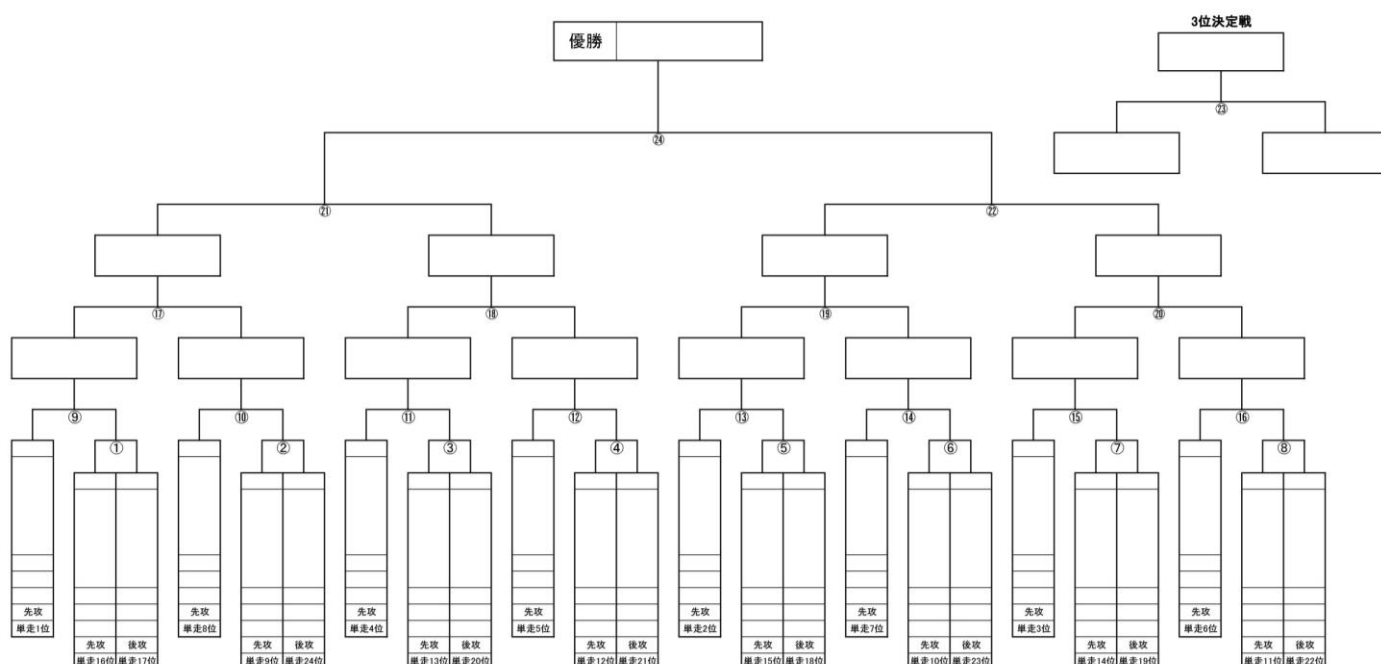 3位決定戦
優勝
㉓
㉔
㉑ ㉒
⑰ ⑱ ⑲ ⑳
⑨ ⑩ ⑪ ⑫ ⑬ ⑭ ⑮ ⑯
① ② ③ ④ ⑤ ⑥ ⑦ ⑧
先攻 先攻 先攻 先攻 先攻 先攻 先攻 先攻
単走1位 単走8位 単走4位 単走5位 単走2位 単走7位 単走3位 単走6位
先攻 後攻 先攻 後攻 先攻 後攻 先攻 後攻 先攻 後攻 先攻 後攻 先攻 後攻 先攻 後攻
単走16位 単走17位 単走9位 単走24位 単走13位 単走20位 単走12位 単走21位 単走15位 単走18位 単走10位 単走23位 単走14位 単走19位 単走11位 単走22位